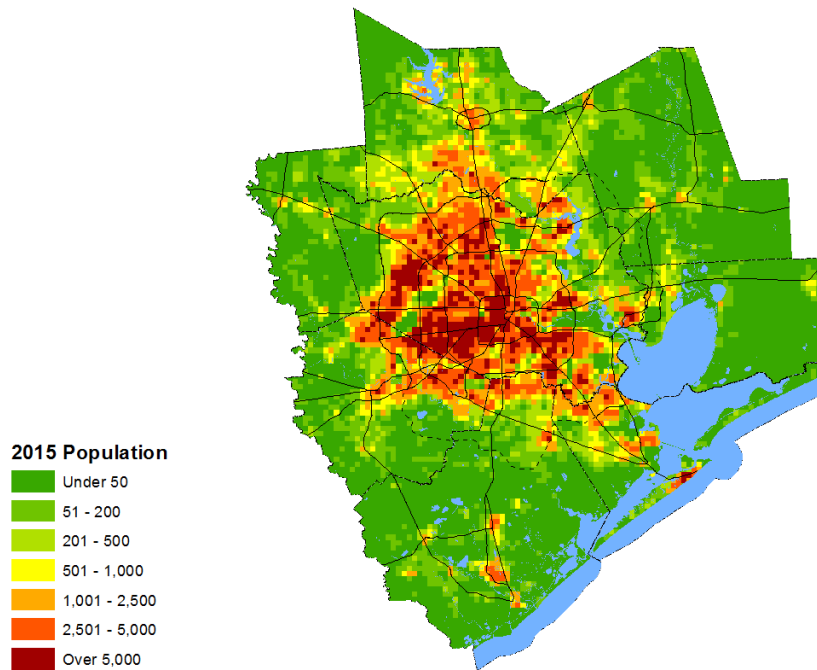 2015 Population
Under 50
51 - 200
201 - 500
501 - 1,000
1,001 - 2,500
2,501 - 5,000
Over 5,000